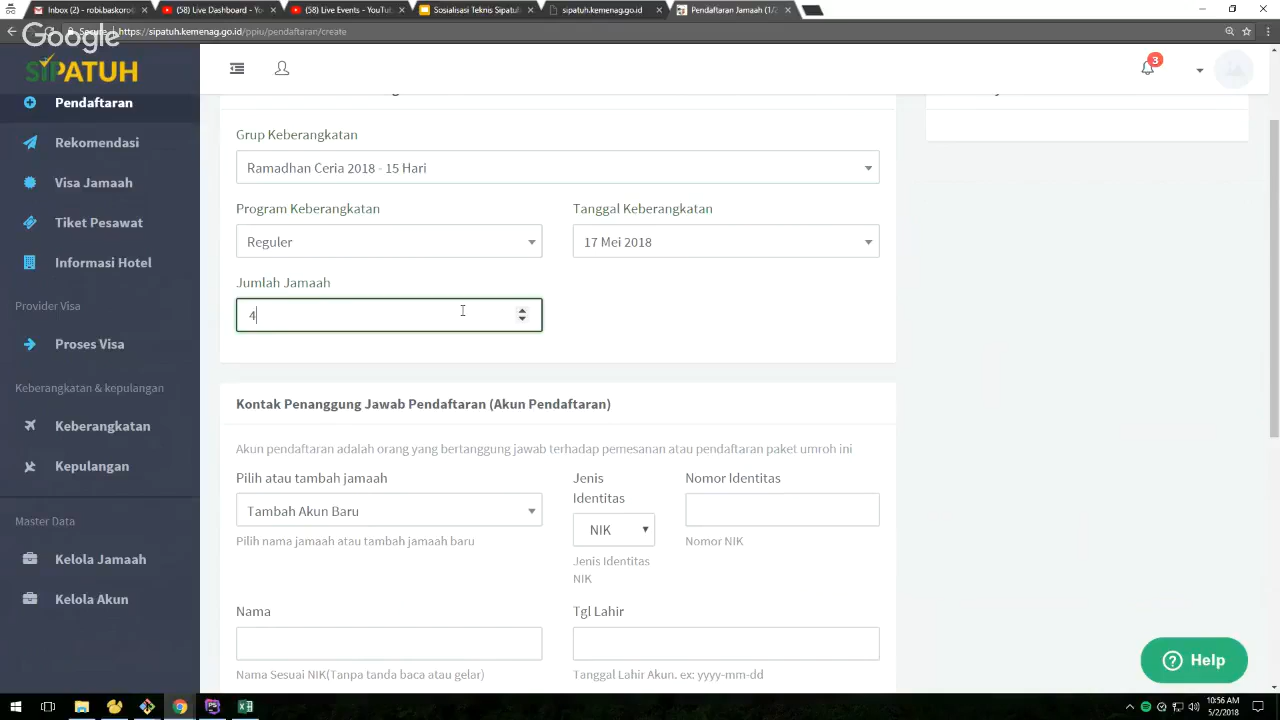 robi.baskoro@
(58) Live Dashboard - Yo
(58) Live Events - YouTu
Sosialisasi Teknis Sipatuh
sipatuh.kemenag.go.id
Pendaftaran Jamaah (1/2
Google
Secure
https://sipatuh.kemenag.go.id/ppiu/pendaftaran/create
SIPATUH
3
Pendaftaran
Rekomendasi
Visa Jamaah
Tiket Pesawat
Informasi Hotel
Provider Visa
Proses Visa
Keberangkatan & kepulangan
Keberangkatan
Kepulangan
Master Data
Kelola Jamaah
Kelola Akun
Grup Keberangkatan
Ramadhan Ceria 2018 - 15 Hari
Program Keberangkatan
Tanggal Keberangkatan
Reguler
17 Mei 2018
Jumlah Jamaah
4
Kontak Penanggung Jawab Pendaftaran (Akun Pendaftaran)
Akun pendaftaran adalah orang yang bertanggung jawab terhadap pemesanan atau pendaftaran paket umroh ini
Pilih atau tambah jamaah
Jenis
Identitas
Nomor Identitas
Tambah Akun Baru
NIK
Pilih nama jamaah atau tambah jamaah baru
Jenis Identitas
NIK
Nomor NIK
Nama
Tgl Lahir
Nama Sesuai NIK(Tanpa tanda baca atau gelar)
Tanggal Lahir Akun. ex: yyyy-mm-dd
Help
10:56 AM
5/2/2018